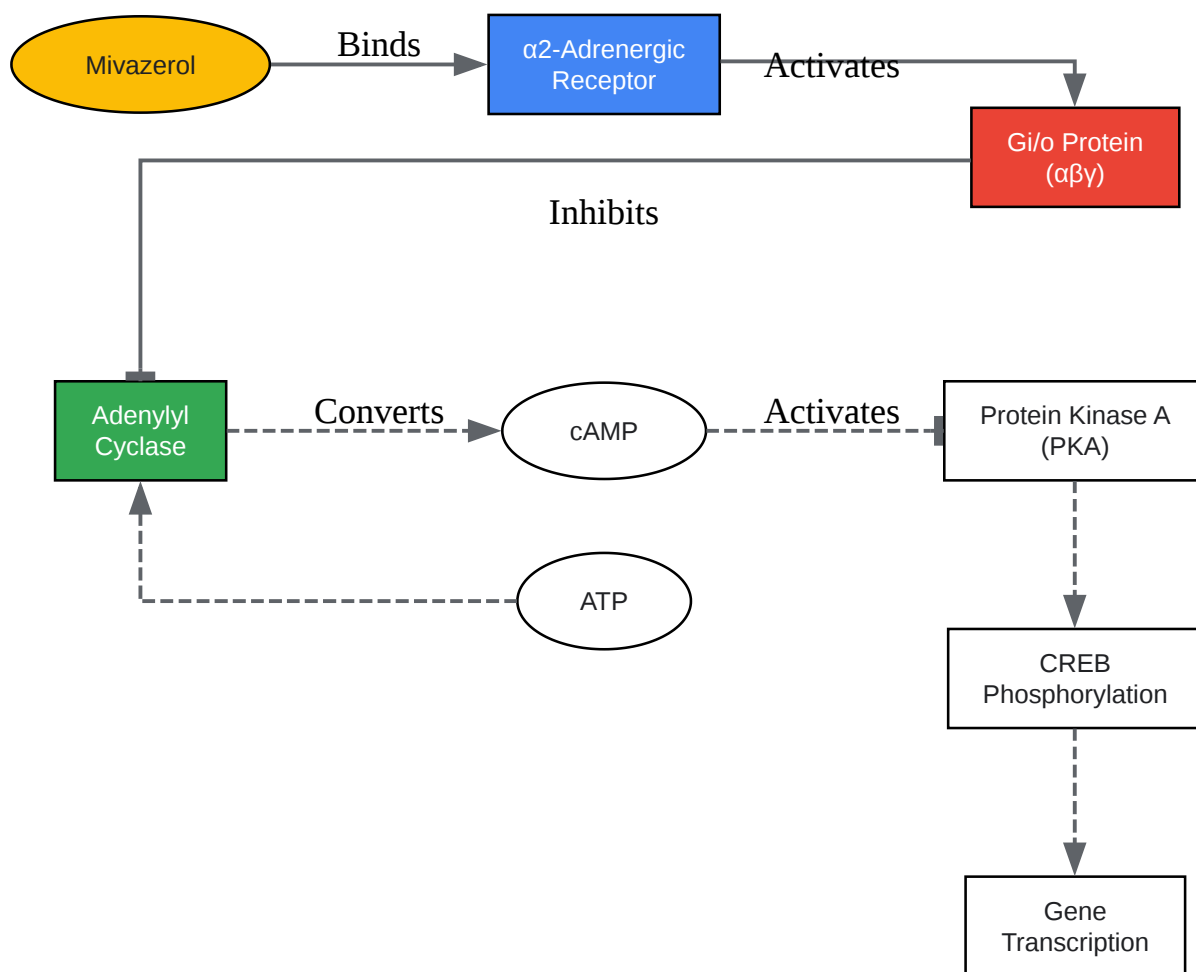 Mivazerol
Binds
α2-Adrenergic
Receptor
Activates
Gi/o Protein
(αβγ)
Inhibits
Adenylyl
Cyclase
Converts
cAMP
Activates
Protein Kinase A
(PKA)
ATP
CREB
Phosphorylation
Gene
Transcription